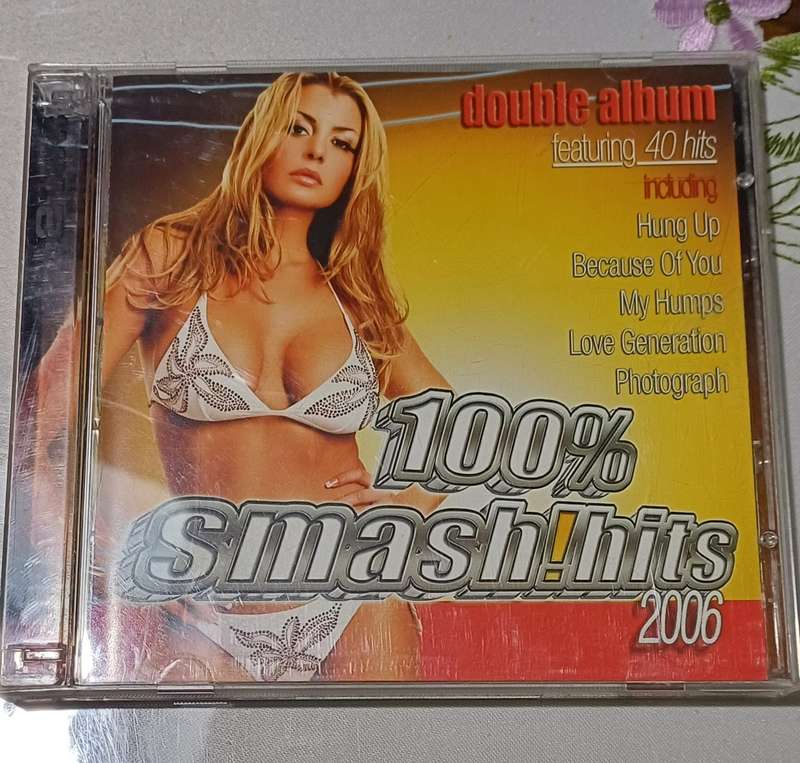 double album
featuring 40 hits
including
Hung Up
Because Of You
My Humps
Love Generation
Photograph
100%
smash!hits
2006